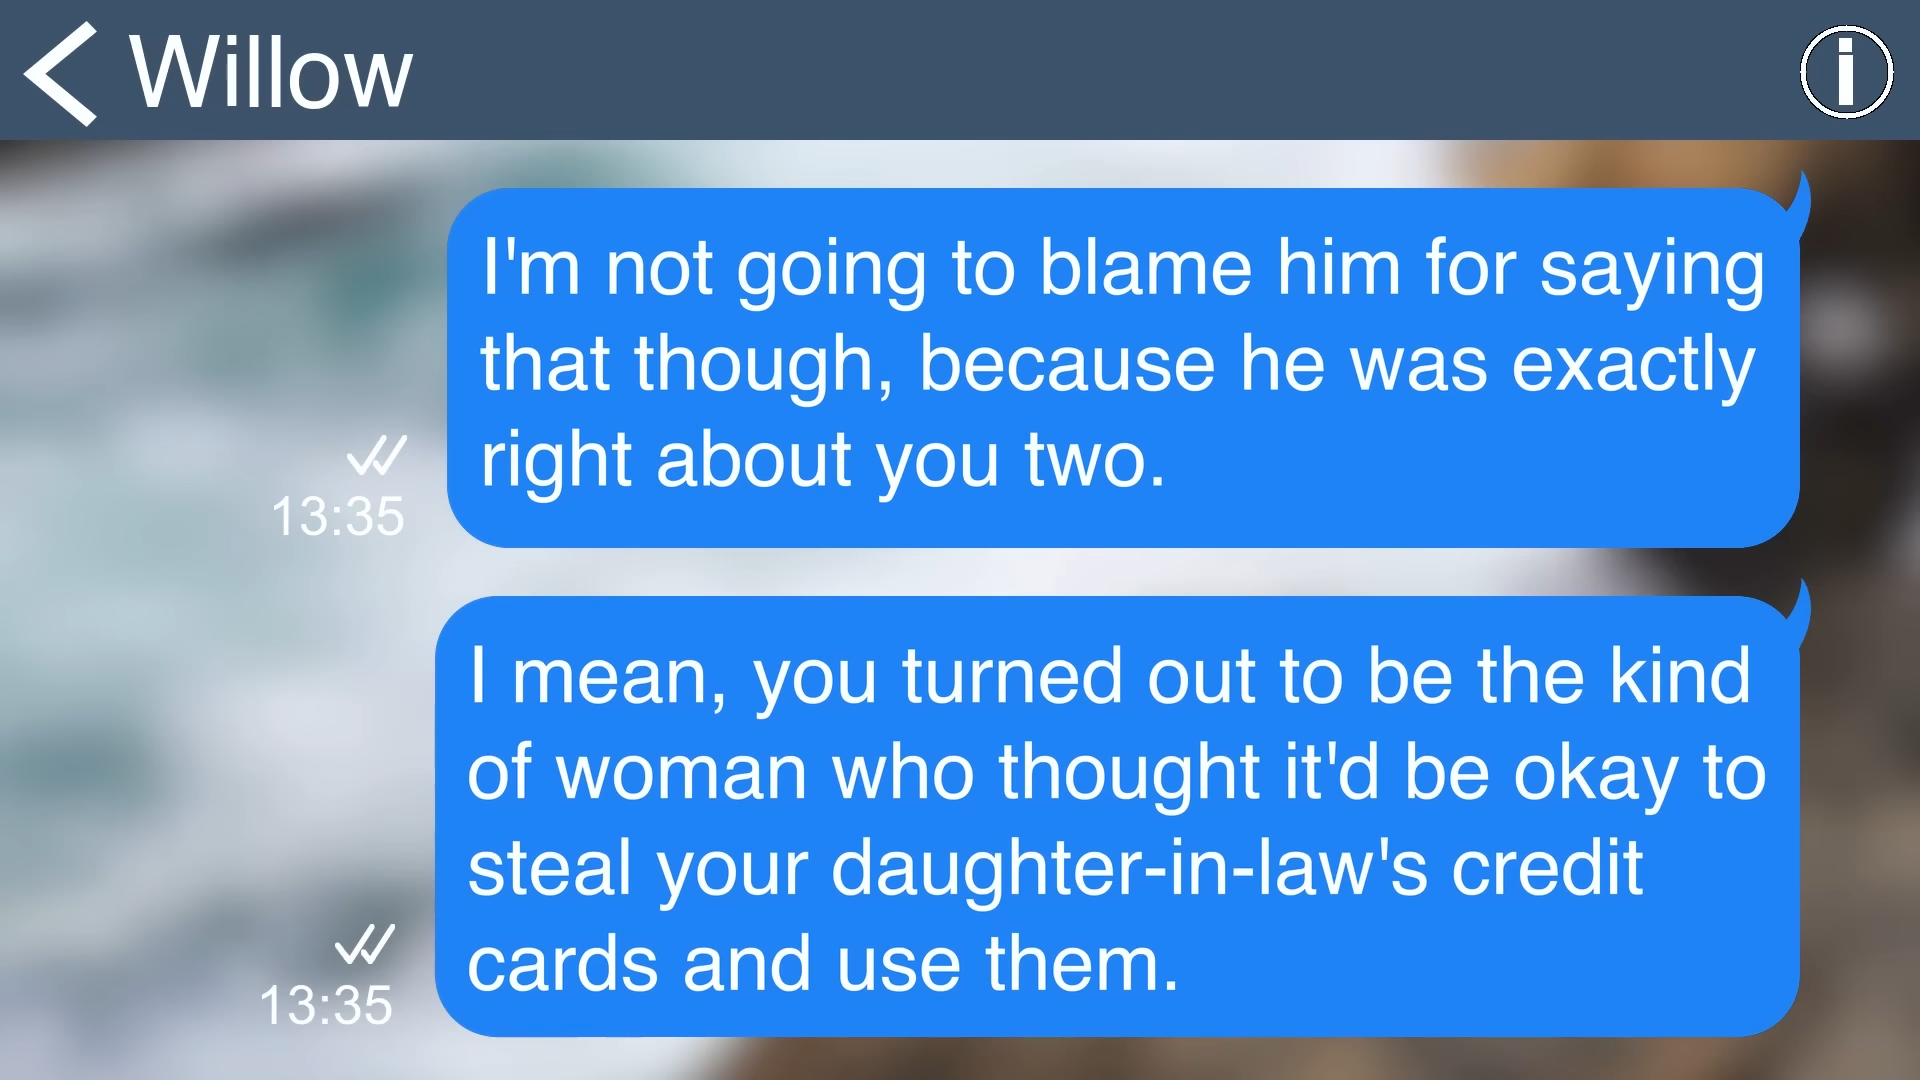 Willow
I'm not going to blame him for saying
that though, because he was exactly
right about you two.
13:35
I mean, you turned out to be the kind
of woman who thought it'd be okay to
steal your daughter-in-law's credit
cards and use them.
13:35